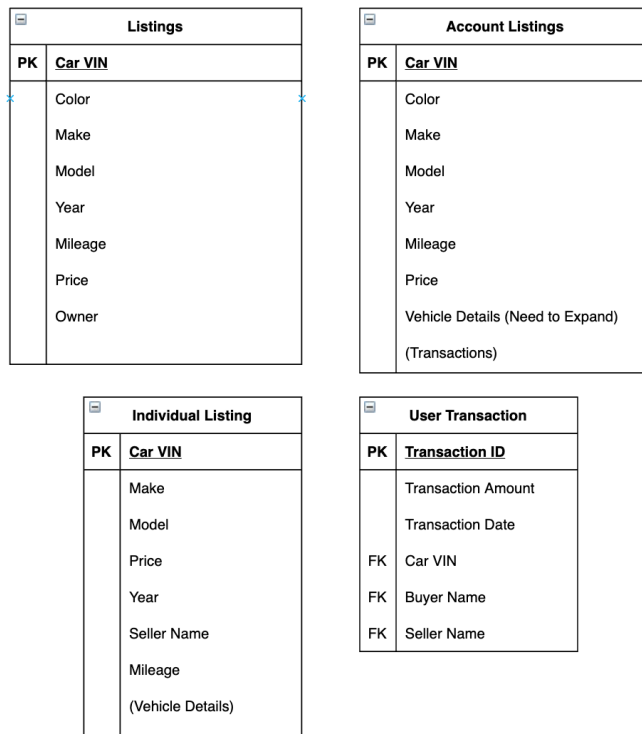 Listings
PK Car VIN
Color
Make
Model
Year
Mileage
Price
Owner
Account Listings
PK Car VIN
Color
Make
Model
Year
Mileage
Price
Vehicle Details (Need to Expand)
(Transactions)
Individual Listing
PK Car VIN
Make
Model
Price
Year
Seller Name
Mileage
(Vehicle Details)
User Transaction
PK Transaction ID
Transaction Amount
Transaction Date
FK Car VIN
FK Buyer Name
FK Seller Name